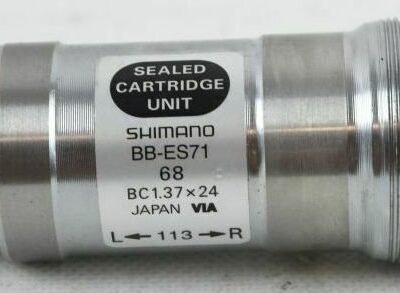 SEALED
CARTRIDGE
UNIT
SHIMANO
BB-ES71
68
BC1.37×24
JAPAN VIA
L←113→R